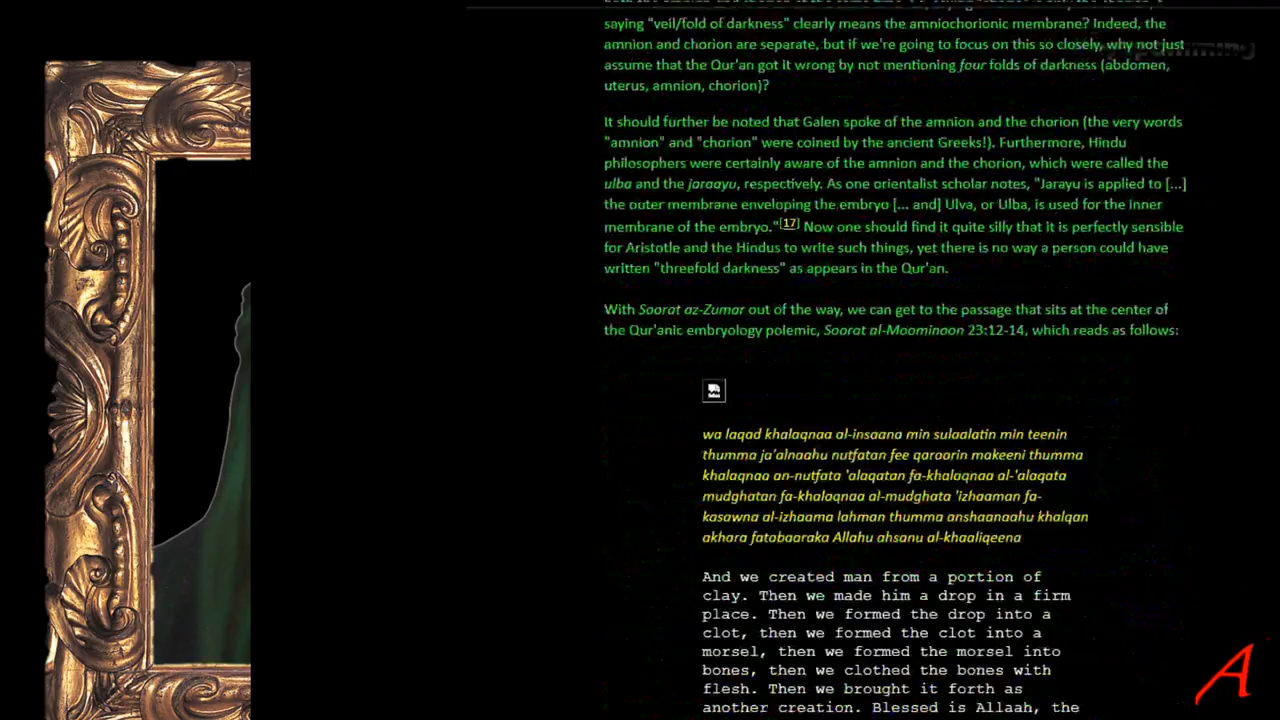 saying "veil/fold of darkness" clearly means the amniochorionic membrane? Indeed, the
amnion and chorion are separate, but if we're going to focus on this so closely, why not just
assume that the Qur'an got it wrong by not mentioning four folds of darkness (abdomen,
uterus, amnion, chorion)?
It should further be noted that Galen spoke of the amnion and the chorion (the very words
"amnion" and "chorion" were coined by the ancient Greeks!). Furthermore, Hindu
philosophers were certainly aware of the amnion and the chorion, which were called the
ulba and the jaraayu, respectively. As one orientalist scholar notes, "Jarayu is applied to [...]
the outer membrane enveloping the embryo [... and] Ulva, or Ulba, is used for the inner
membrane of the embryo."[17] Now one should find it quite silly that it is perfectly sensible
for Aristotle and the Hindus to write such things, yet there is no way a person could have
written "threefold darkness" as appears in the Qur'an.
With Soorat az-Zumar out of the way, we can get to the passage that sits at the center of
the Qur'anic embryology polemic, Soorat al-Moominoon 23:12-14, which reads as follows:
wa laqad khalaqnaa al-insaana min sulaalatin min teenin
thumma ja'alnaahu nutfatan fee qaraarin makeeni thumma
khalaqnaa an-nutfata 'alaqatan fa-khalaqnaa al-'alaqata
mudghatan fa-khalaqnaa al-mudghata 'izhaaman fa-
kasawna al-izhaama lahman thumma anshaanaahu khalqan
akhara fatabaaraka Allahu ahsanu al-khaaliqeena
And we created man from a portion of
clay. Then we made him a drop in a firm
place. Then we formed the drop into a
clot, then we formed the clot into a
morsel, then we formed the morsel into
bones, then we clothed the bones with
flesh. Then we brought it forth as
another creation. Blessed is Allaah, the
A